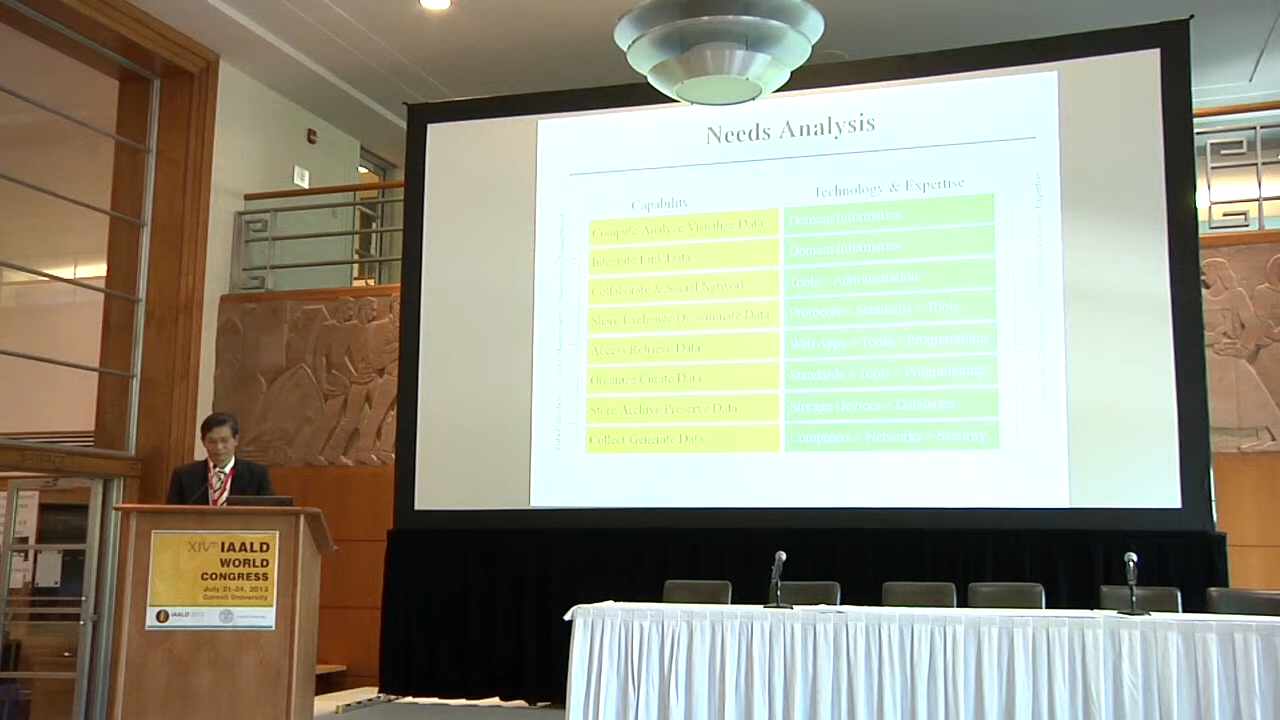 Needs Analysis
Capability
Technology & Expertise
Compute Analyze Visualize Data
Domain Informatics
Integrate Link Data
Domain Informatics
Collaborate & Social Network
Tools + Administration
Share Exchange Disseminate Data
Protocols + Standards + Tools
Access Retrieve Data
Web Apps + Tools + Programming
Organize Curate Data
Standards + Tools + Programming
Store Archive Preserve Data
Storage Devices + Databases
Collect Generate Data
Computers + Networks + Security
XIVth IAALD
WORLD
CONGRESS
July 21-24, 2013
Cornell University
IAALD 2013